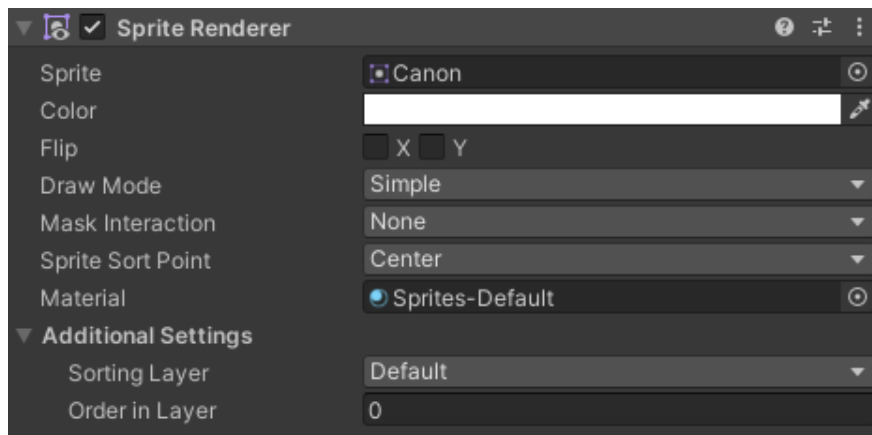 Sprite Renderer
Sprite Canon
Color
Flip X Y
Draw Mode Simple
Mask Interaction None
Sprite Sort Point Center
Material Sprites-Default
Additional Settings
Sorting Layer Default
Order in Layer 0